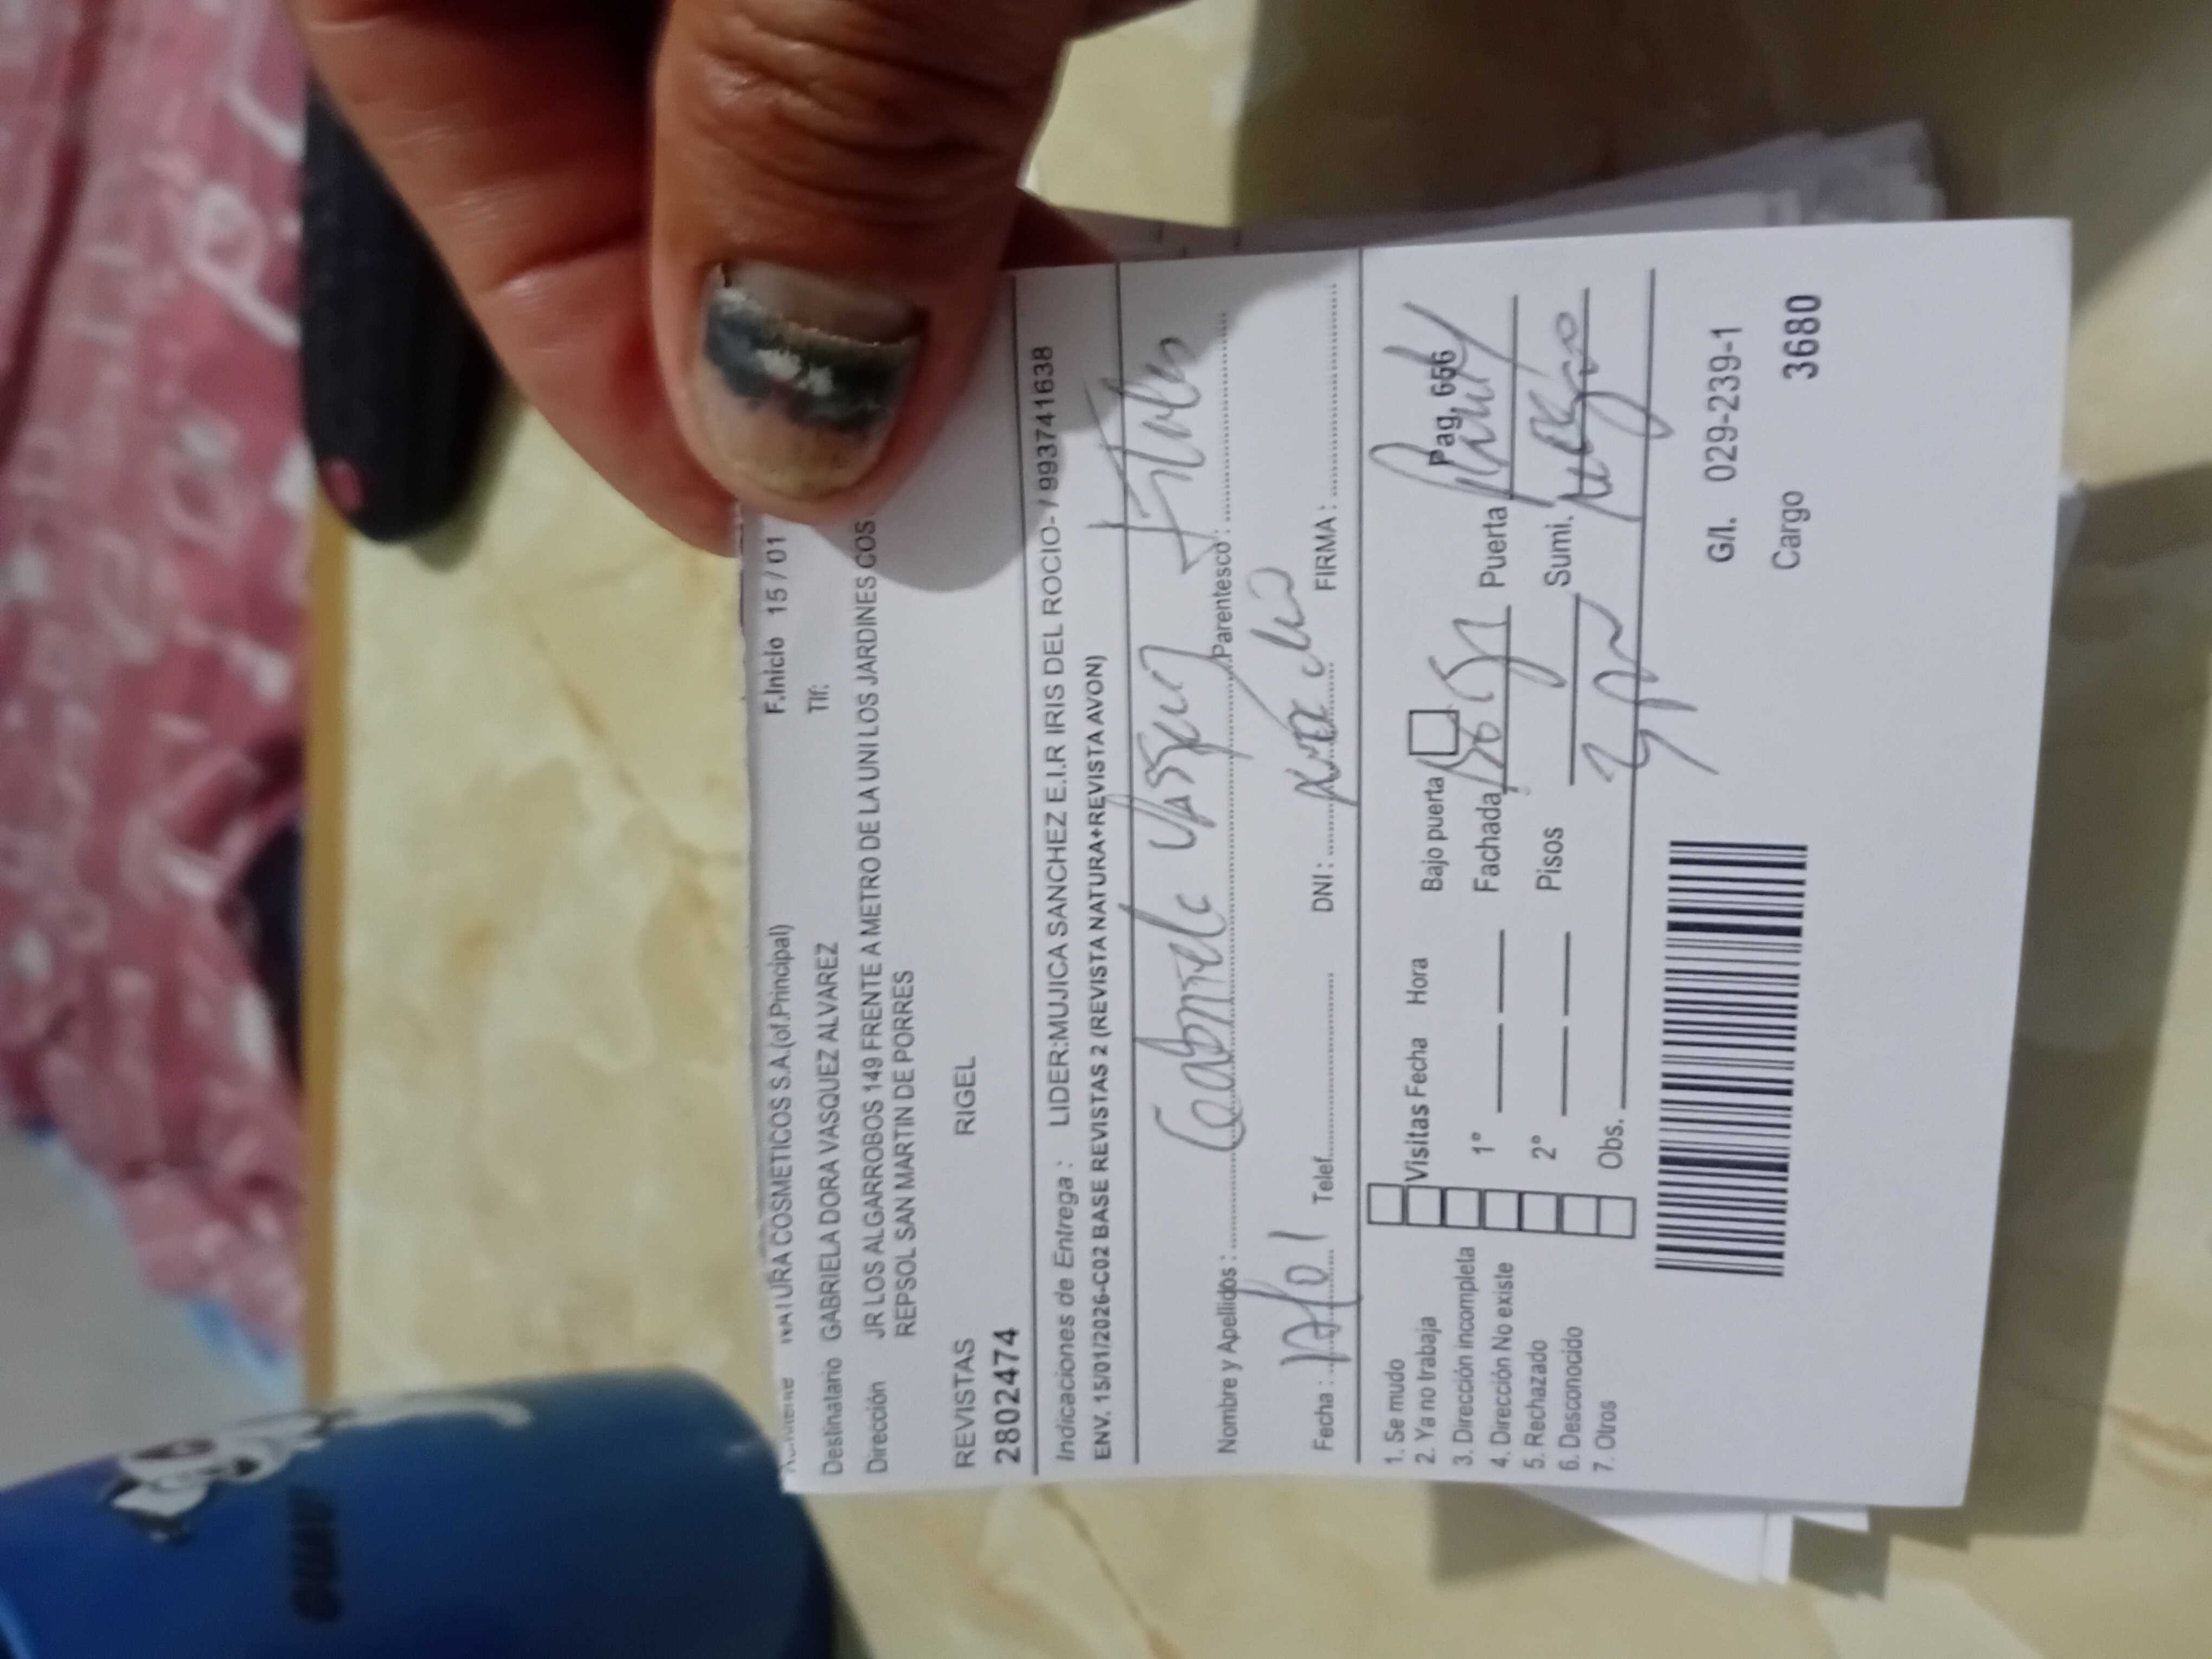 NATURA COSMETICOS S.A.(of.Principal) F.Inicio 15 / 01
Destinatario GABRIELA DORA VASQUEZ ALVAREZ Tlf:
Dirección JR LOS ALGARROBOS 149 FRENTE A METRO DE LA UNI LOS JARDINES COS
REPSOL SAN MARTIN DE PORRES
REVISTAS RIGEL
2802474
Indicaciones de Entrega : LIDER:MUJICA SANCHEZ E.I.R IRIS DEL ROCIO- / 993741638
ENV. 15/01/2026-C02 BASE REVISTAS 2 (REVISTA NATURA+REVISTA AVON)
Nombre y Apellidos : Gabriela Vasquez Parentesco : Titular
Fecha : Telef. DNI : FIRMA :
1. Se mudo
2. Ya no trabaja
3. Dirección incompleta
4. Dirección No existe
5. Rechazado
6. Desconocido
7. Otros
Visitas Fecha Hora Bajo puerta Pag, 656
1° Fachada Puerta
2° Pisos Sumi.
Obs.
G/I. 029-239-1
Cargo 3680